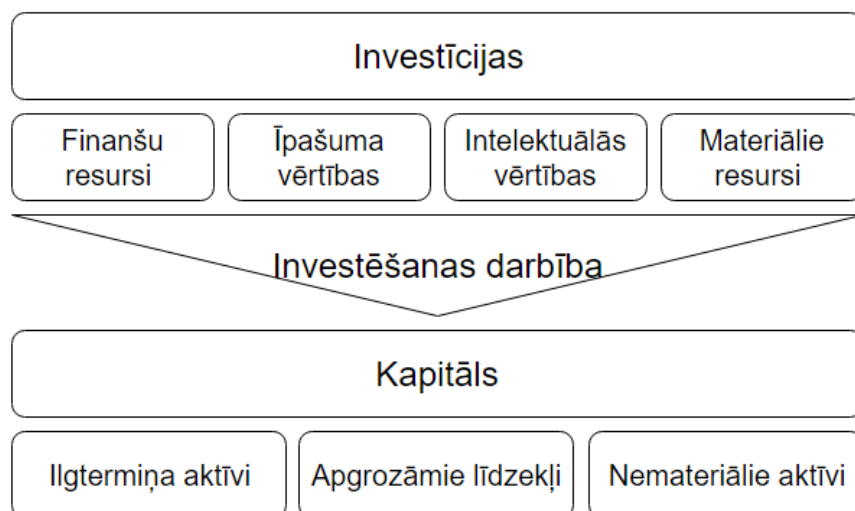 Investīcijas
Finanšu
resursi
Īpašuma
vērtības
Intelektuālās
vērtības
Materiālie
resursi
Investēšanas darbība
Kapitāls
Ilgtermiņa aktīvi
Apgrozāmie līdzekļi
Nemateriālie aktīvi